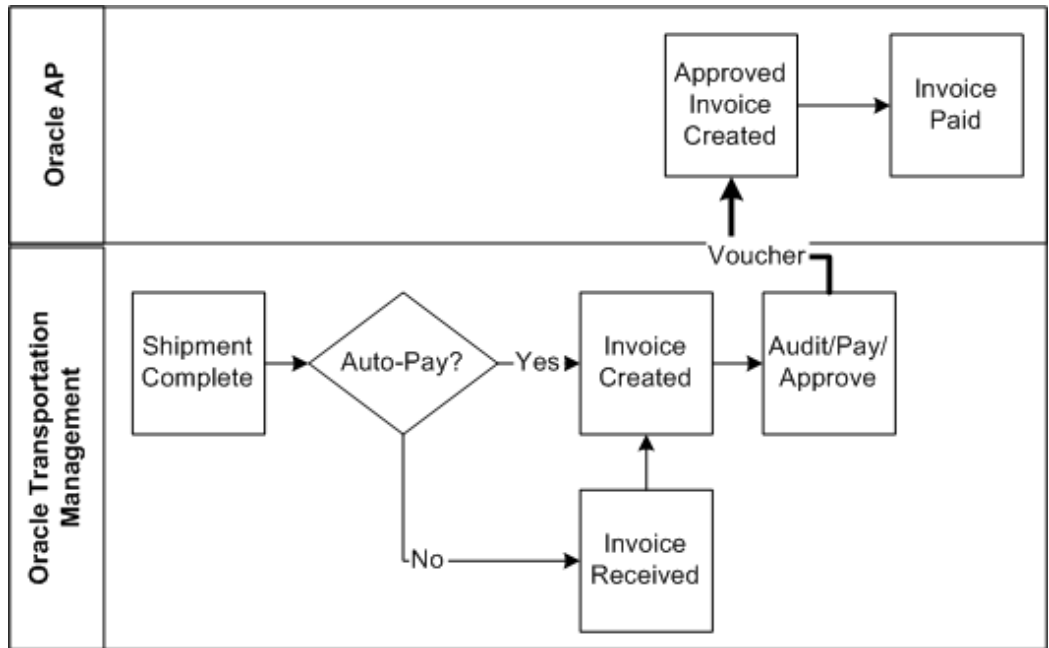 Oracle AP
Approved
Invoice
Created
Invoice
Paid
Voucher
Oracle Transportation
Management
Shipment
Complete
Auto-Pay?
Yes
Invoice
Created
Audit/Pay/
Approve
No
Invoice
Received